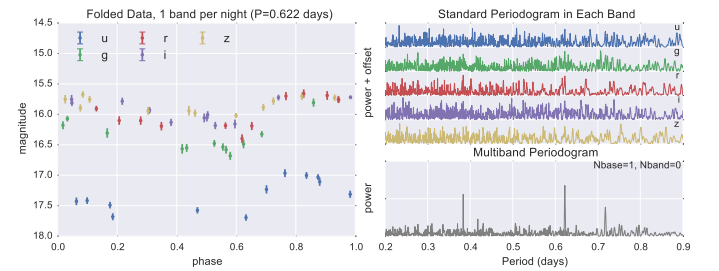 Folded Data, 1 band per night (P=0.622 days)
14.5
15.0
15.5
16.0
16.5
17.0
17.5
18.0
magnitude
u r z
g i
0.0 0.2 0.4 0.6 0.8 1.0
phase
Standard Periodogram in Each Band
power + offset
u
g
r
i
z
Multiband Periodogram
Nbase=1, Nband=0
power
0.2 0.3 0.4 0.5 0.6 0.7 0.8 0.9
Period (days)